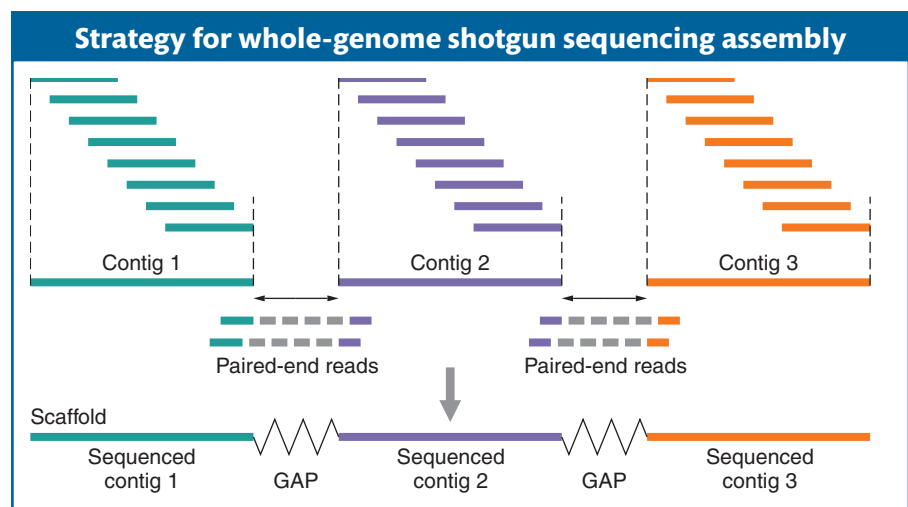 Strategy for whole-genome shotgun sequencing assembly
Contig 1
Contig 2
Contig 3
Paired-end reads
Paired-end reads
Scaffold
Sequenced
contig 1
GAP
Sequenced
contig 2
GAP
Sequenced
contig 3